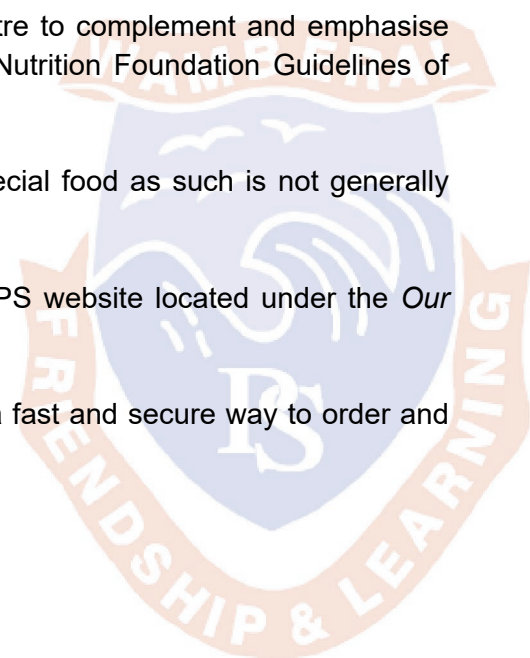 tre to complement and emphasise
WAMBERAL
Nutrition Foundation Guidelines of
ecial food as such is not generally
PS website located under the Our
a fast and secure way to order and
PS
FRIENDSHIP & LEARNING